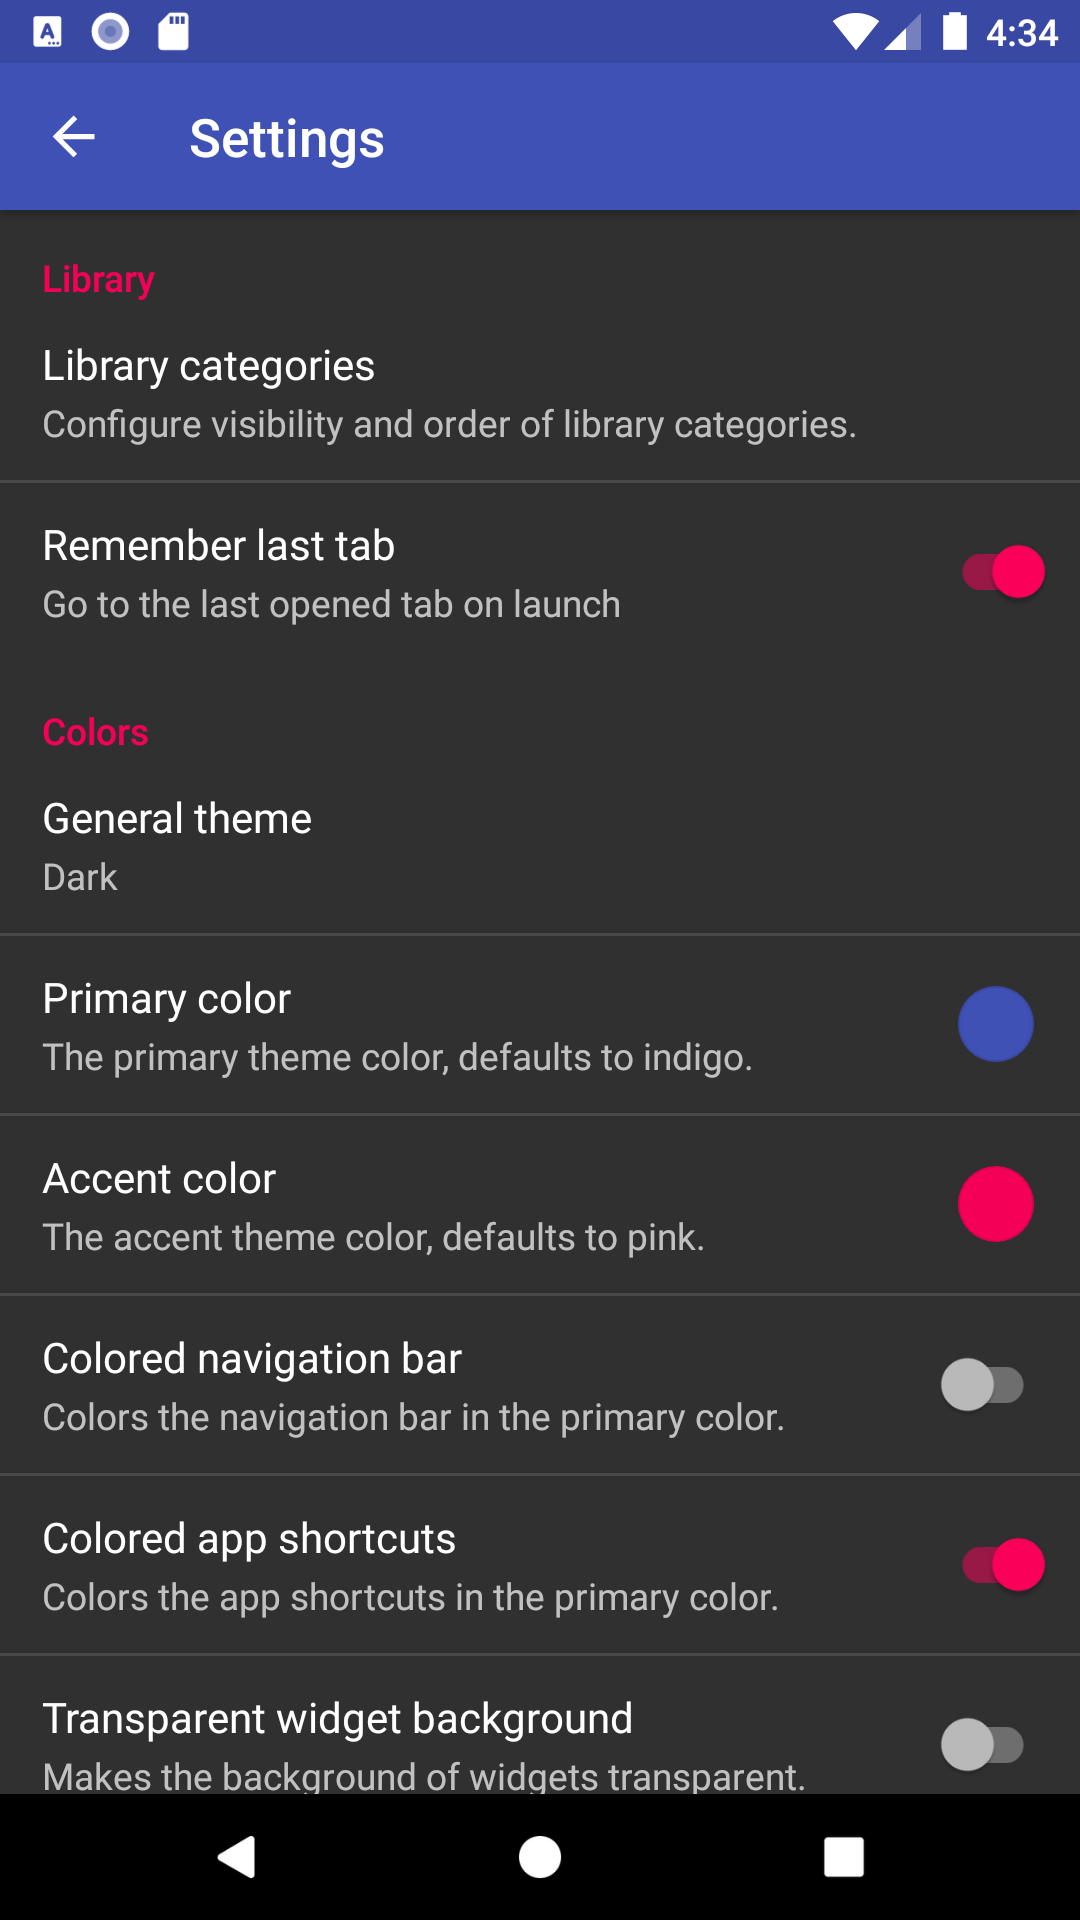 4:34
Settings
Library
Library categories
Configure visibility and order of library categories.
Remember last tab
Go to the last opened tab on launch
Colors
General theme
Dark
Primary color
The primary theme color, defaults to indigo.
Accent color
The accent theme color, defaults to pink.
Colored navigation bar
Colors the navigation bar in the primary color.
Colored app shortcuts
Colors the app shortcuts in the primary color.
Transparent widget background
Makes the background of widgets transparent.